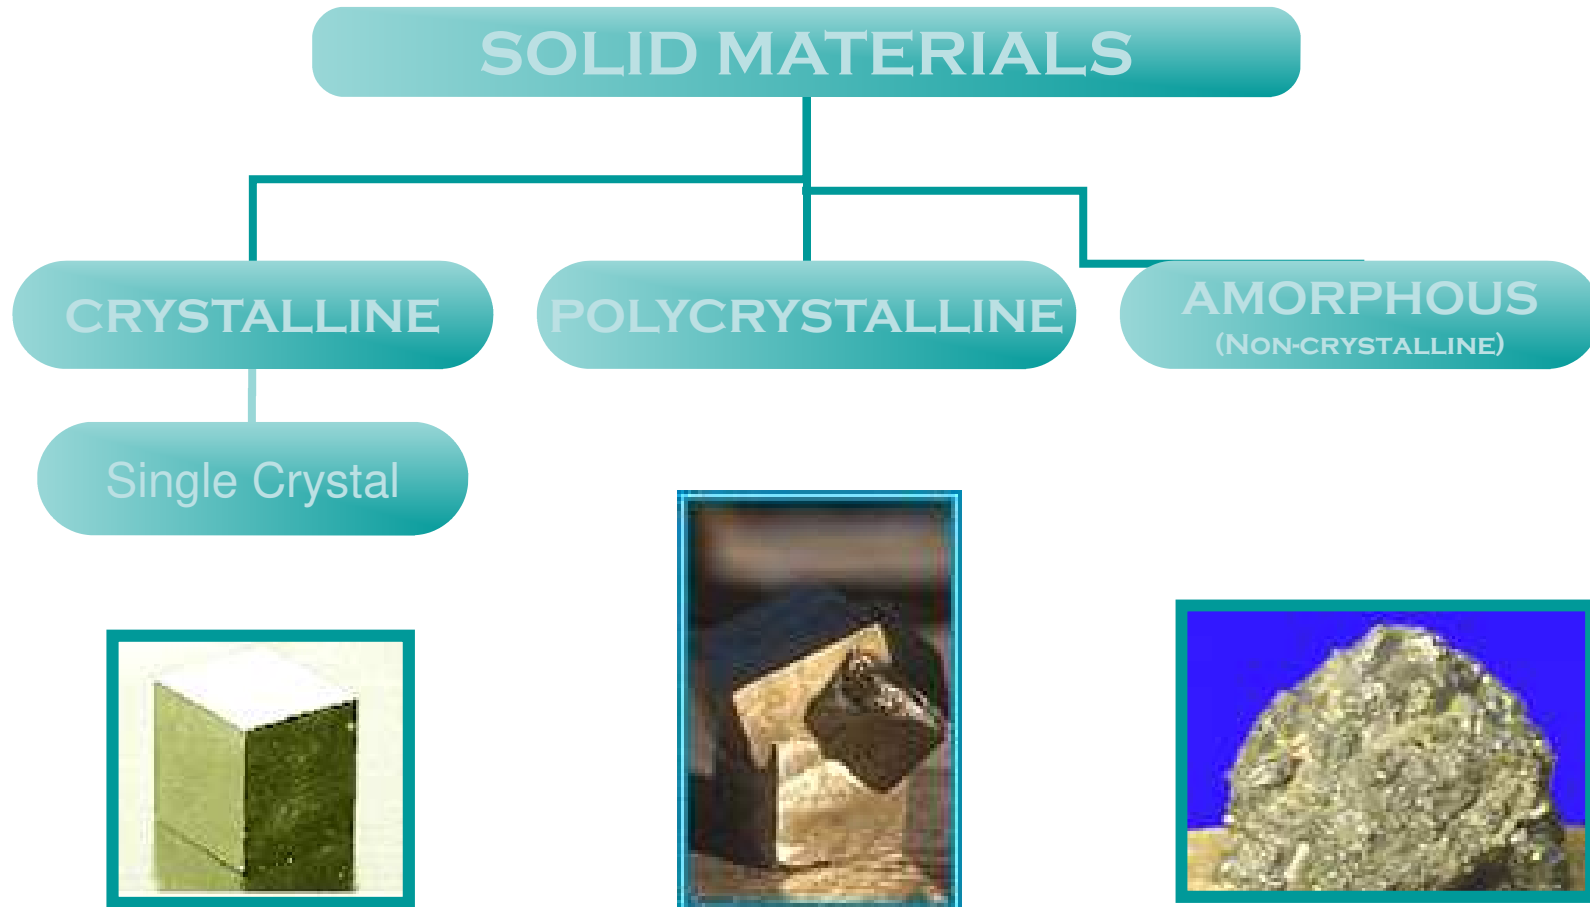 SOLID MATERIALS
CRYSTALLINE
POLYCRYSTALLINE
AMORPHOUS
(NON-CRYSTALLINE)
Single Crystal